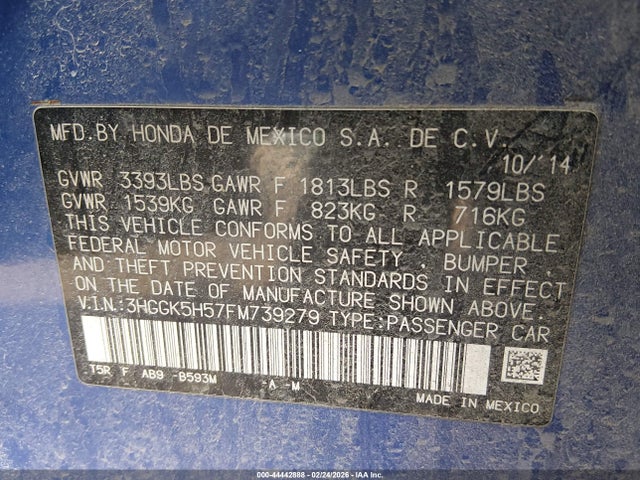 MFD.BY HONDA DE MEXICO S.A. DE C.V.
10/'14
GVWR 3393LBS GAWR F 1813LBS R 1579LBS
GVWR 1539KG GAWR F 823KG R 716KG
THIS VEHICLE CONFORMS TO ALL APPLICABLE
FEDERAL MOTOR VEHICLE SAFETY, BUMPER,
AND THEFT PREVENTION STANDARDS IN EFFECT
ON THE DATE OF MANUFACTURE SHOWN ABOVE.
V.I.N.:3HGGK5H57FM739279 TYPE:PASSENGER CAR
T5R F AB9 -B593M -A -M
MADE IN MEXICO
000-44442888 - 02/24/2026 - IAA Inc.